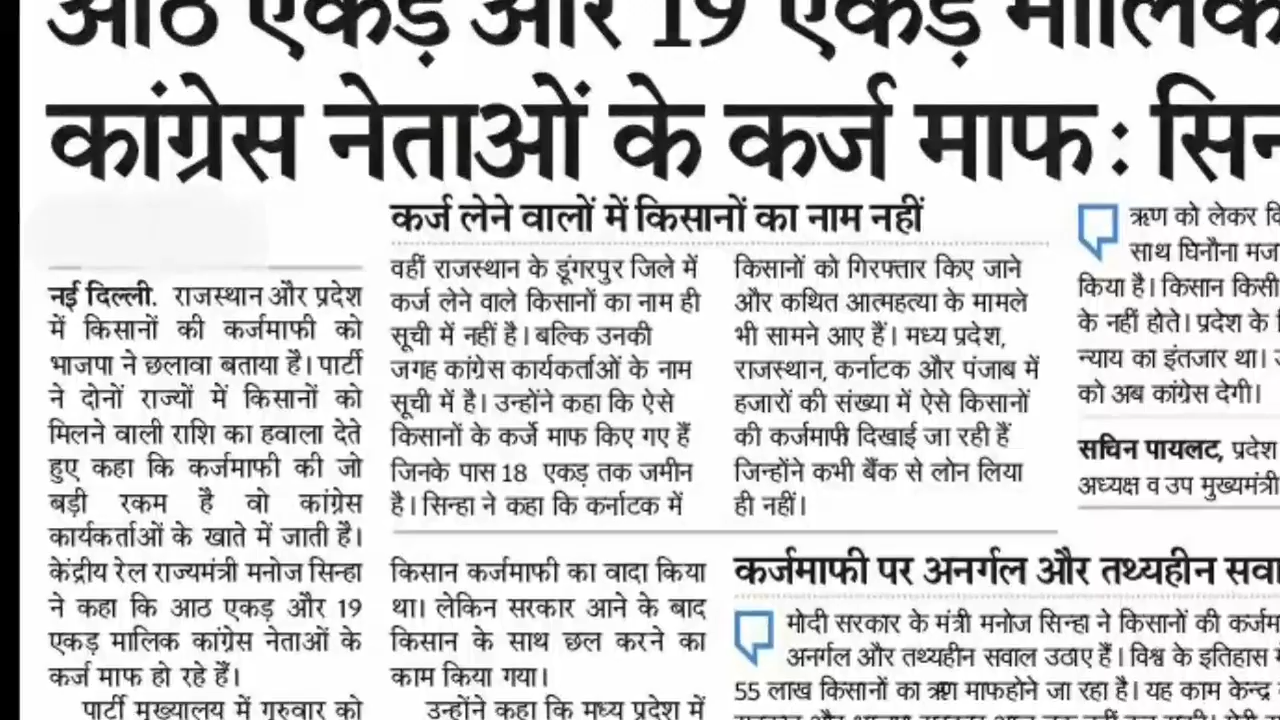 आठ एकड़ और 19 एकड़ मालिक
कांग्रेस नेताओं के कर्ज माफ: सिन
नई दिल्ली. राजस्थान और प्रदेश
में किसानों की कर्जमाफी को
भाजपा ने छलावा बताया है। पार्टी
ने दोनों राज्यों में किसानों को
मिलने वाली राशि का हवाला देते
हुए कहा कि कर्जमाफी की जो
बड़ी रकम है वो कांग्रेस
कार्यकर्ताओं के खाते में जाती है।
केंद्रीय रेल राज्यमंत्री मनोज सिन्हा
ने कहा कि आठ एकड़ और 19
एकड़ मालिक कांग्रेस नेताओं के
कर्ज माफ हो रहे हैं।
पार्टी मुख्यालय में गुरुवार को
कर्ज लेने वालों में किसानों का नाम नहीं
वहीं राजस्थान के डूंगरपुर जिले में
कर्ज लेने वाले किसानों का नाम ही
सूची में नहीं है। बल्कि उनकी
जगह कांग्रेस कार्यकर्ताओं के नाम
सूची में है। उन्होंने कहा कि ऐसे
किसानों के कर्जे माफ किए गए हैं
जिनके पास 18 एकड़ तक जमीन
है। सिन्हा ने कहा कि कर्नाटक में
किसानों को गिरफ्तार किए जाने
और कथित आत्महत्या के मामले
भी सामने आए हैं। मध्य प्रदेश,
राजस्थान, कर्नाटक और पंजाब में
हजारों की संख्या में ऐसे किसानों
की कर्जमाफी दिखाई जा रही हैं
जिन्होंने कभी बैंक से लोन लिया
ही नहीं।
किसान कर्जमाफी का वादा किया
था। लेकिन सरकार आने के बाद
किसान के साथ छल करने का
काम किया गया।
उन्होंने कहा कि मध्य प्रदेश में
ऋण को लेकर
साथ घिनौना मज
किया है। किसान किसी
के नहीं होते। प्रदेश के
न्याय का इंतजार था।
को अब कांग्रेस देगी।
सचिन पायलट, प्रदेश
अध्यक्ष व उप मुख्यमंत्री
कर्जमाफी पर अनर्गल और तथ्यहीन सवा
मोदी सरकार के मंत्री मनोज सिन्हा ने किसानों की कर्जम
अनर्गल और तथ्यहीन सवाल उठाए हैं। विश्व के इतिहास
55 लाख किसानों का ऋण माफ होने जा रहा है। यह काम केन्द्र